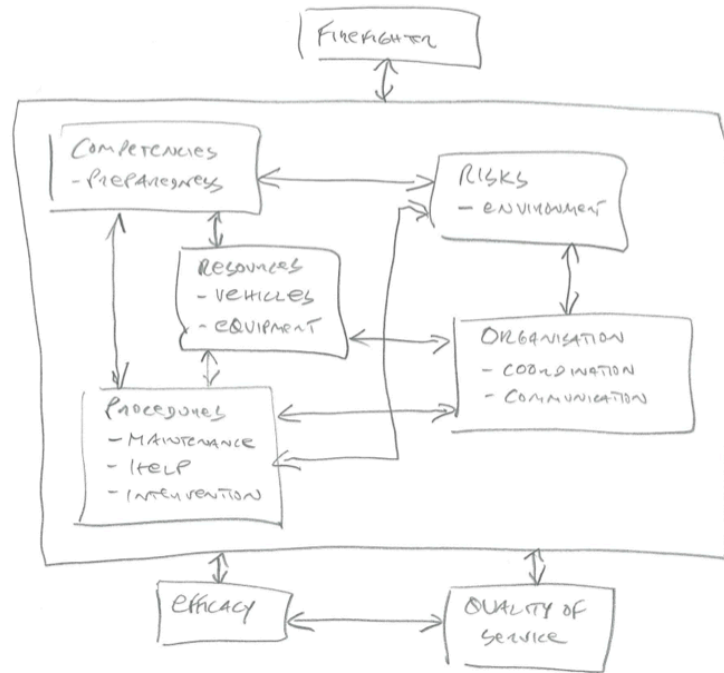 FIREFIGHTER
COMPETENCIES
- PREPAREDNESS
RISKS
- ENVIRONMENT
RESOURCES
- VEHICLES
- EQUIPMENT
ORGANISATION
- COORDINATION
- COMMUNICATION
PROCEDURES
- MAINTENANCE
- HELP
- INTERVENTION
EFFICACY
QUALITY OF
SERVICE